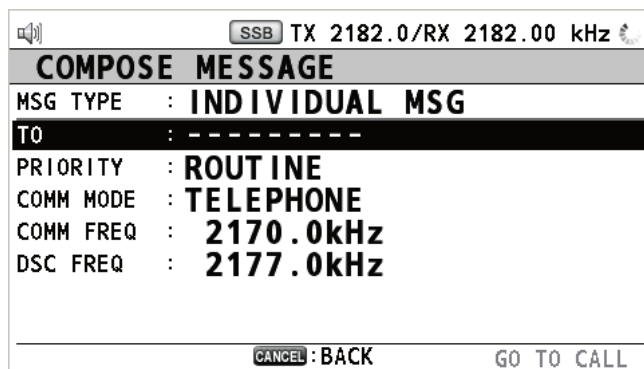 SSB TX 2182.0/RX 2182.00 kHz
COMPOSE MESSAGE
MSG TYPE : INDIVIDUAL MSG
TO : ---------
PRIORITY : ROUTINE
COMM MODE : TELEPHONE
COMM FREQ : 2170.0kHz
DSC FREQ : 2177.0kHz
CANCEL : BACK GO TO CALL